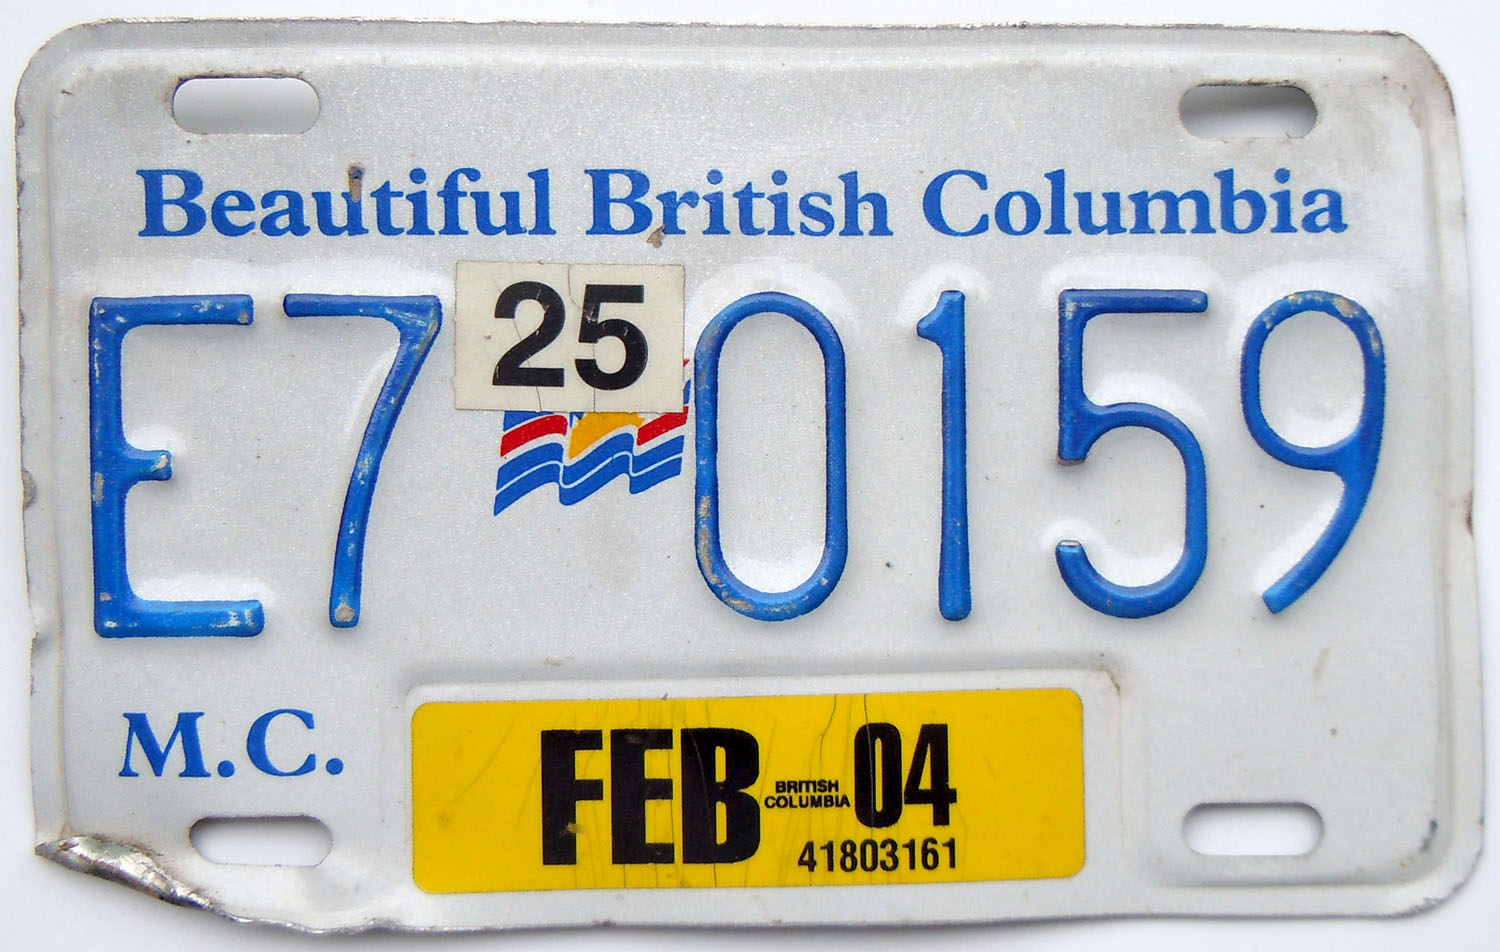 Beautiful British Columbia
25
E7 0159
M.C.
FEB BRITISH COLUMBIA 04
41803161